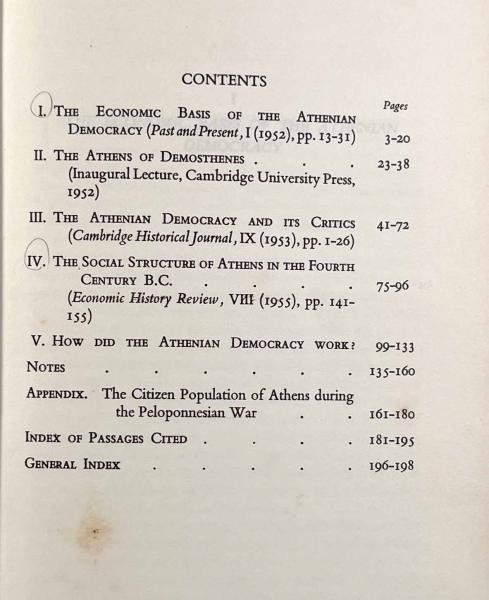 CONTENTS
Pages
I. THE ECONOMIC BASIS OF THE ATHENIAN
DEMOCRACY (Past and Present, I (1952), pp. 13-31) 3-20
II. THE ATHENS OF DEMOSTHENES . . . 23-38
(Inaugural Lecture, Cambridge University Press,
1952)
III. THE ATHENIAN DEMOCRACY AND ITS CRITICS 41-72
(Cambridge Historical Journal, IX (1953), pp. 1-26)
IV. THE SOCIAL STRUCTURE OF ATHENS IN THE FOURTH
CENTURY B.C. . . . . 75-96
(Economic History Review, VIII (1955), pp. 141-
155)
V. HOW DID THE ATHENIAN DEMOCRACY WORK? 99-133
NOTES . . . . . . 135-160
APPENDIX. The Citizen Population of Athens during
the Peloponnesian War . . 161-180
INDEX OF PASSAGES CITED . . . . 181-195
GENERAL INDEX . . . . . 196-198